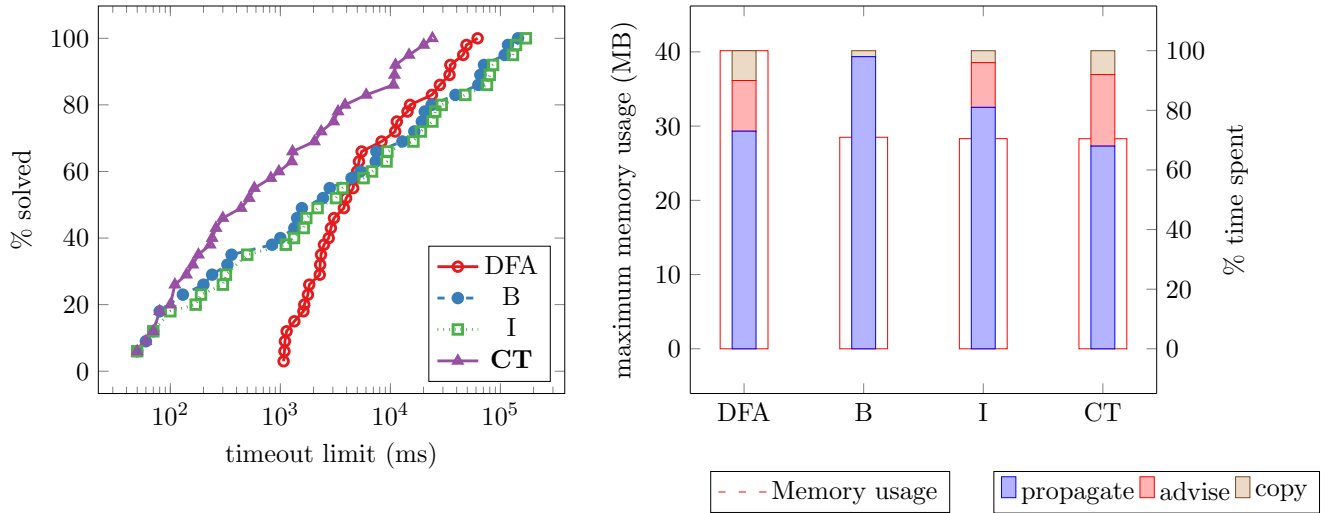 100
80
60
40
20
0
% solved
10^2
10^3
10^4
10^5
timeout limit (ms)
DFA
B
I
CT
40
30
20
10
0
maximum memory usage (MB)
100
80
60
40
20
0
% time spent
DFA
B
I
CT
Memory usage
propagate advise copy